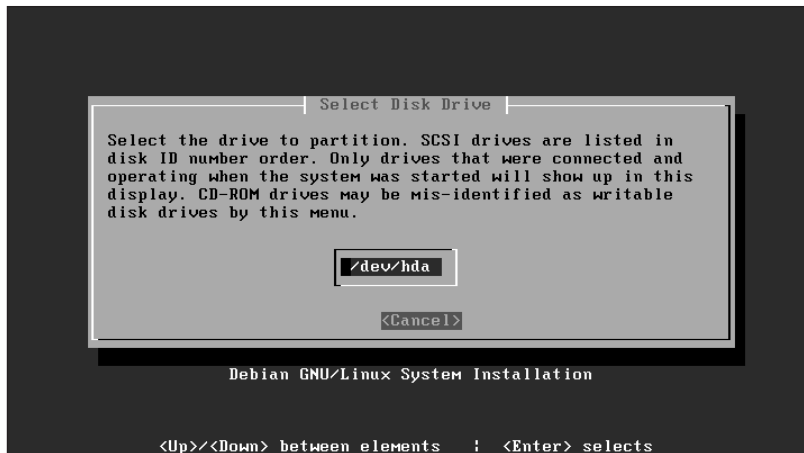 Select Disk Drive
Select the drive to partition. SCSI drives are listed in
disk ID number order. Only drives that were connected and
operating when the system was started will show up in this
display. CD-ROM drives may be mis-identified as writable
disk drives by this menu.
/dev/hda
<Cancel>
Debian GNU/Linux System Installation
<Up>/<Down> between elements ¦ <Enter> selects